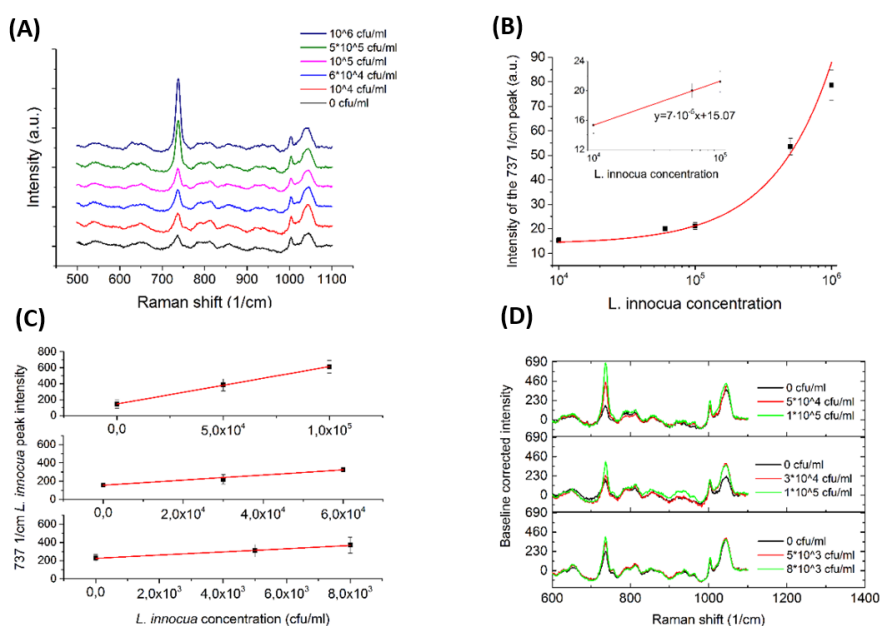 (A)
10^6 cfu/ml
5*10^5 cfu/ml
10^5 cfu/ml
6*10^4 cfu/ml
10^4 cfu/ml
0 cfu/ml
Intensity (a.u.)
500 600 700 800 900 1000 1100
Raman shift (1/cm)
(B)
Intensity of the 737 1/cm peak (a.u.)
90
80
70
60
50
40
30
20
10
24
20
16
12
y=7·10⁻⁵x+15.07
10⁴ 10⁵
L. innocua concentration
10⁴ 10⁵ 10⁶
L. innocua concentration
(C)
737 1/cm L. innocua peak intensity
800
600
400
200
0
0,0 5,0x10⁴ 1,0x10⁵
600
400
200
0
0,0 2,0x10⁴ 4,0x10⁴ 6,0x10⁴
600
400
200
0
0,0 2,0x10³ 4,0x10³ 6,0x10³ 8,0x10³
L. innocua concentration (cfu/ml)
(D)
Baseline corrected intensity
690
460
230
0
0 cfu/ml
5*10^4 cfu/ml
1*10^5 cfu/ml
690
460
230
0
0 cfu/ml
3*10^4 cfu/ml
1*10^5 cfu/ml
690
460
230
0
0 cfu/ml
5*10^3 cfu/ml
8*10^3 cfu/ml
600 800 1000 1200 1400
Raman shift (1/cm)